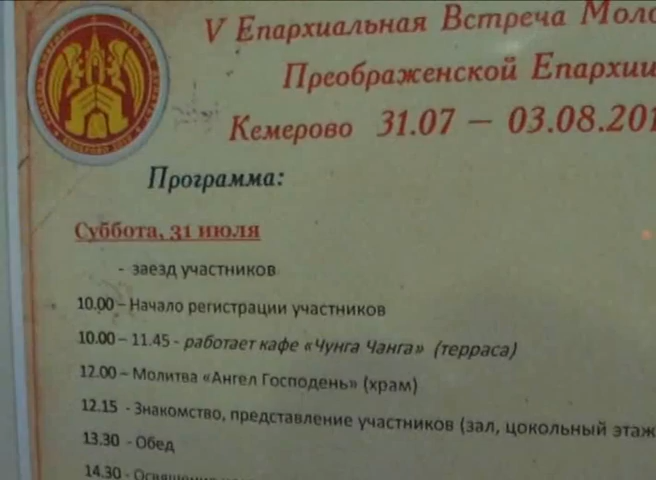 V Епархиальная Встреча
Преображенской Епархии
Кемерово 31.07 – 03.08.201
Программа:
Суббота, 31 июля
- заезд участников
10.00 – Начало регистрации участников
10.00 – 11.45 - работает кафе «Чунга Чанга» (терраса)
12.00 – Молитва «Ангел Господень» (храм)
12.15 - Знакомство, представление участников (зал, цокольный этаж
13.30 - Обед
14.30 -